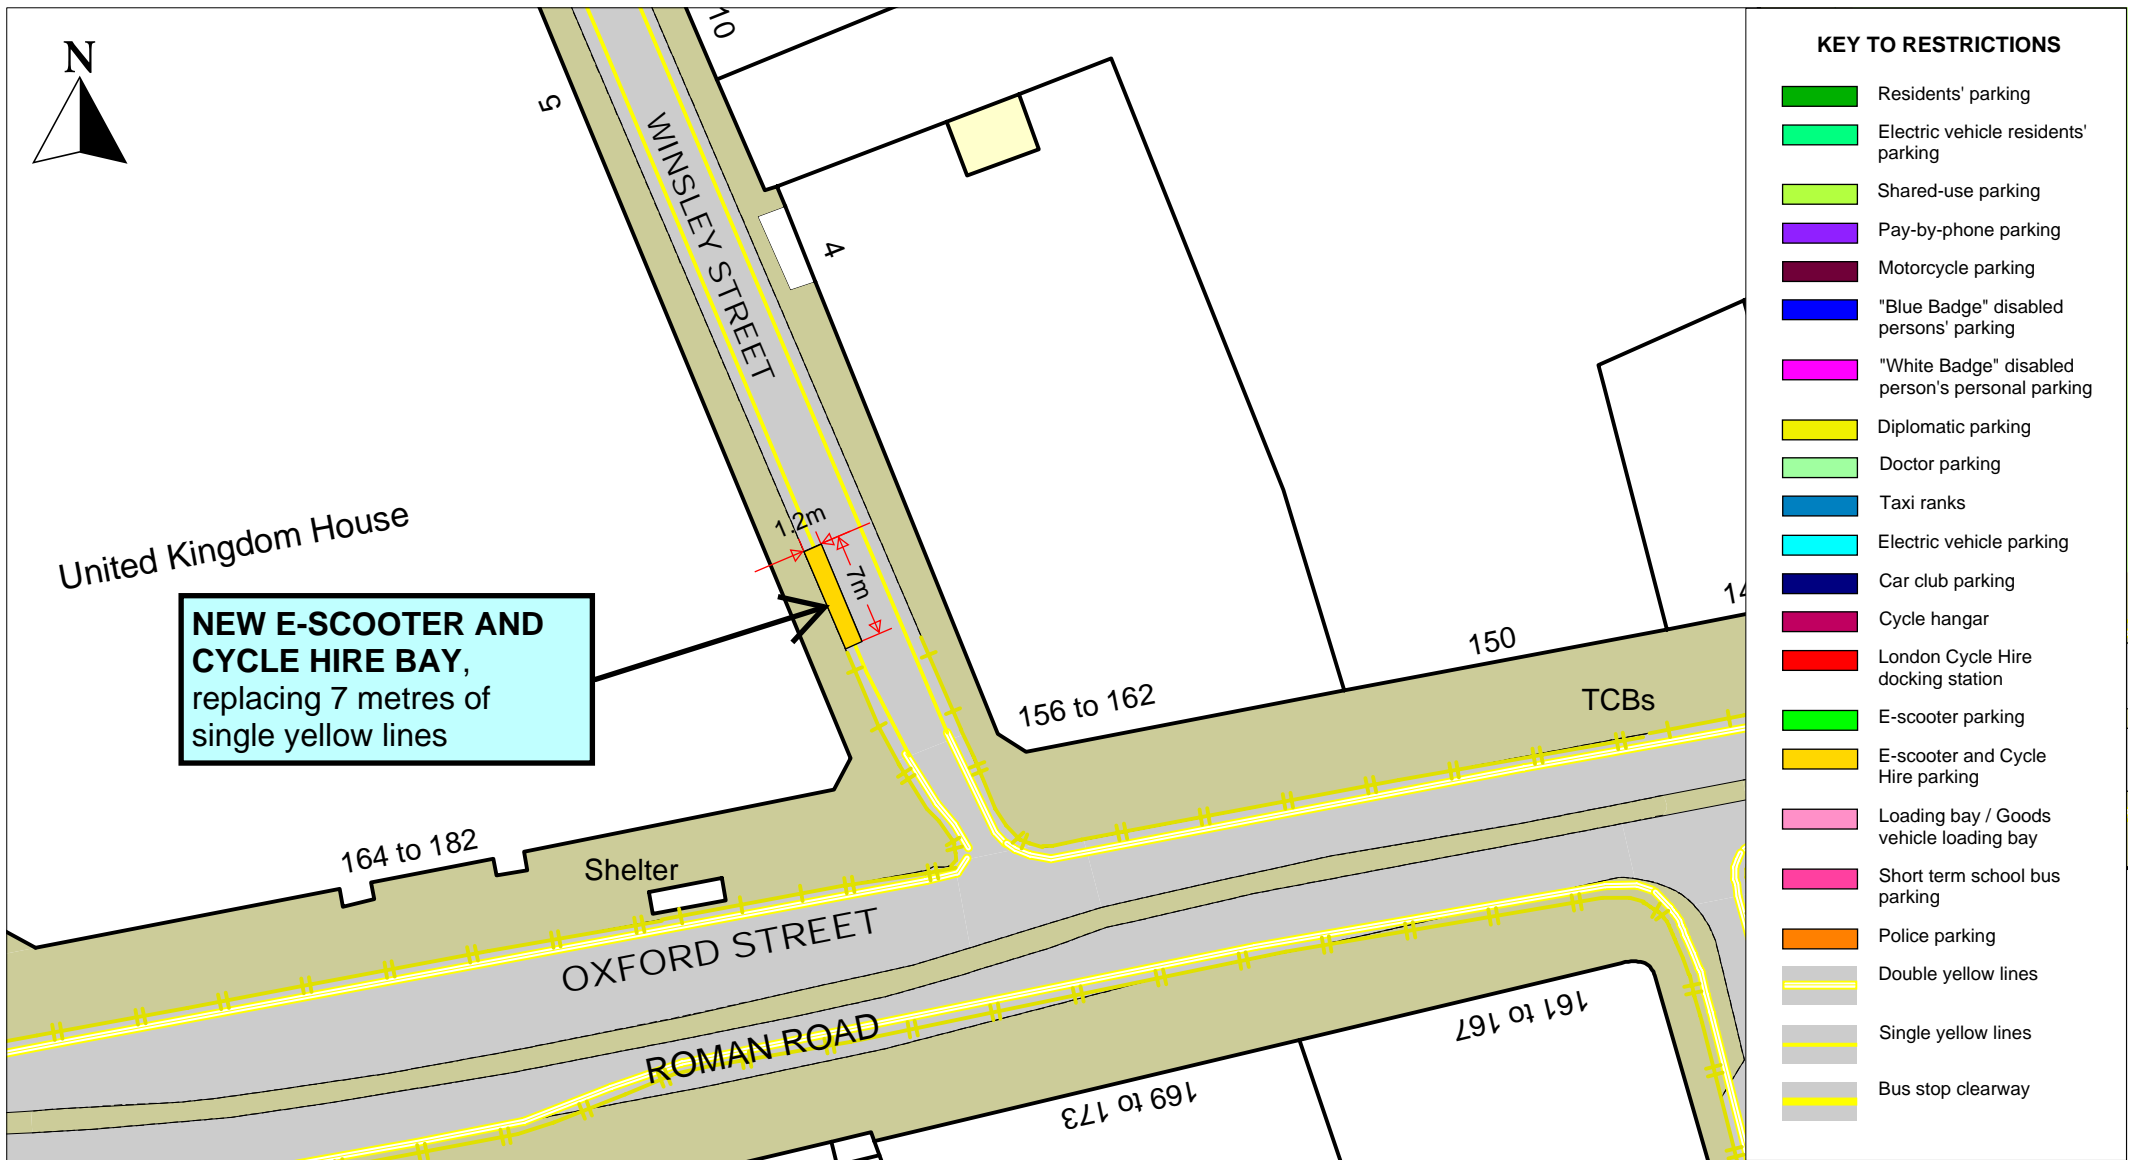 N
10
5
WINSLEY STREET
4
1.2m
7m
United Kingdom House
NEW E-SCOOTER AND
CYCLE HIRE BAY,
replacing 7 metres of
single yellow lines
156 to 162
150
14
TCBs
164 to 182
Shelter
OXFORD STREET
ROMAN ROAD
161 to 167
169 to 173
KEY TO RESTRICTIONS
Residents' parking
Electric vehicle residents'
parking
Shared-use parking
Pay-by-phone parking
Motorcycle parking
"Blue Badge" disabled
persons' parking
"White Badge" disabled
person's personal parking
Diplomatic parking
Doctor parking
Taxi ranks
Electric vehicle parking
Car club parking
Cycle hangar
London Cycle Hire
docking station
E-scooter parking
E-scooter and Cycle
Hire parking
Loading bay / Goods
vehicle loading bay
Short term school bus
parking
Police parking
Double yellow lines
Single yellow lines
Bus stop clearway